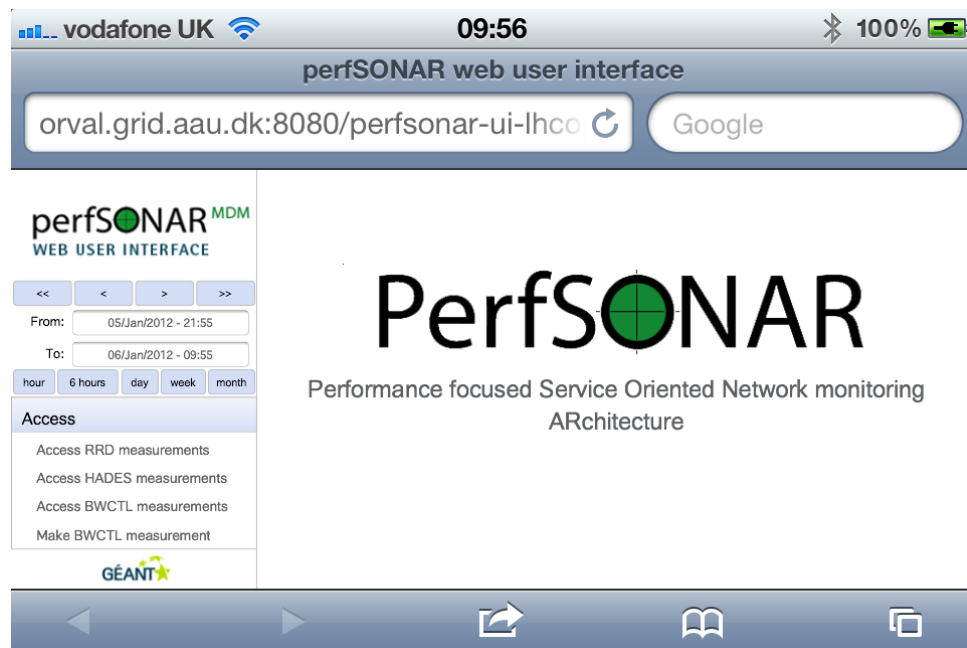 vodafone UK 09:56 100%
perfSONAR web user interface
orval.grid.aau.dk:8080/perfsonar-ui-lhco
Google
perfSONAR MDM
WEB USER INTERFACE
<< < > >>
From: 05/Jan/2012 - 21:55
To: 06/Jan/2012 - 09:55
hour 6 hours day week month
Access
Access RRD measurements
Access HADES measurements
Access BWCTL measurements
Make BWCTL measurement
GÉANT
PerfSONAR
Performance focused Service Oriented Network monitoring
ARchitecture